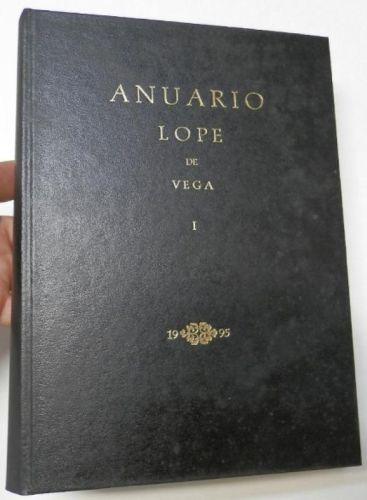 ANUARIO
LOPE
DE
VEGA
I
19 95